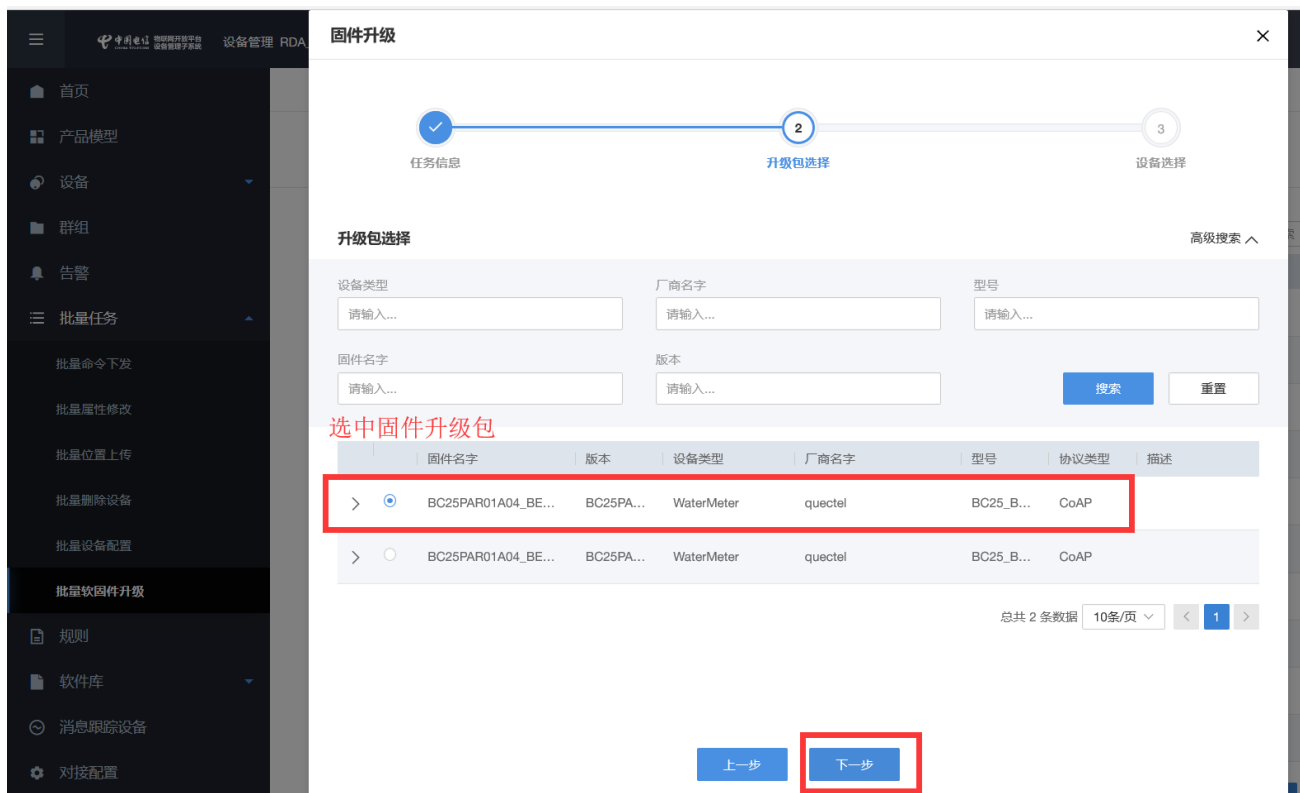 固件升级
中国电信 物联网开放平台 设备管理子系统
设备管理 RDA_
首页
产品模型
设备
群组
告警
批量任务
批量命令下发
批量属性修改
批量位置上传
批量删除设备
批量设备配置
批量软固件升级
规则
软件库
消息跟踪设备
对接配置
2
3
任务信息
升级包选择
设备选择
升级包选择
高级搜索
设备类型
厂商名字
型号
请输入...
请输入...
请输入...
固件名字
版本
请输入...
请输入...
搜索
重置
选中固件升级包
固件名字 版本 设备类型 厂商名字 型号 协议类型 描述
BC25PAR01A04_BE... BC25PA... WaterMeter quectel BC25_B... CoAP
BC25PAR01A04_BE... BC25PA... WaterMeter quectel BC25_B... CoAP
总共 2 条数据 10条/页 1
上一步
下一步